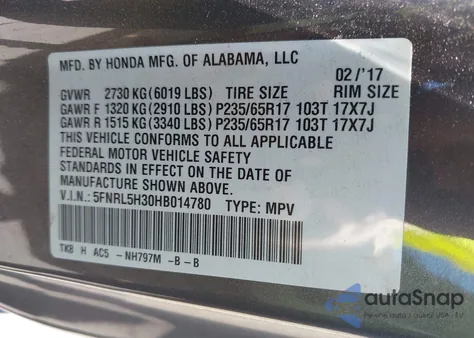 MFD. BY HONDA MFG. OF ALABAMA, LLC
02/'17
GVWR 2730 KG(6019 LBS) TIRE SIZE RIM SIZE
GAWR F 1320 KG(2910 LBS)P235/65R17 103T 17X7J
GAWR R 1515 KG(3340 LBS)P235/65R17 103T 17X7J
THIS VEHICLE CONFORMS TO ALL APPLICABLE
FEDERAL MOTOR VEHICLE SAFETY
STANDARDS IN EFFECT ON THE DATE OF
MANUFACTURE SHOWN ABOVE.
V.I.N.: 5FNRL5H30HB014780 TYPE: MPV
TK8 H AC5 -NH797M -B -B
autoSnap